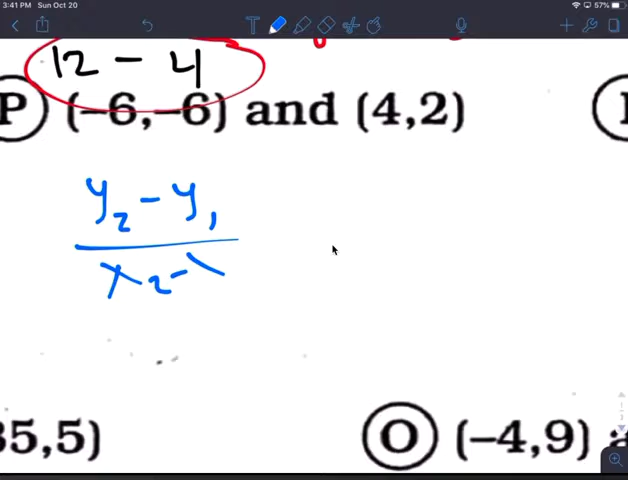 3:41 PM Sun Oct 20
57%
12 - 4
P (–6,–6) and (4,2)
y₂ - y₁
x₂ -
35,5)
O (–4,9) a